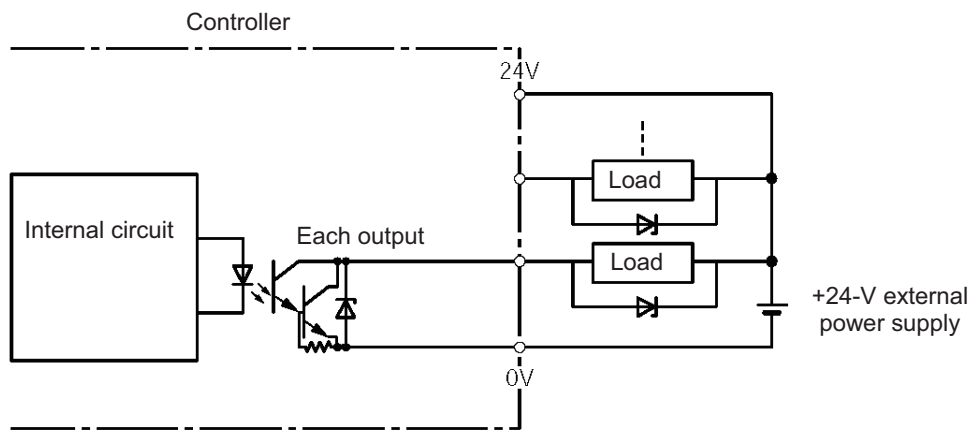 Controller
24V
Load
Internal circuit
Each output
Load
+24-V external
power supply
0V